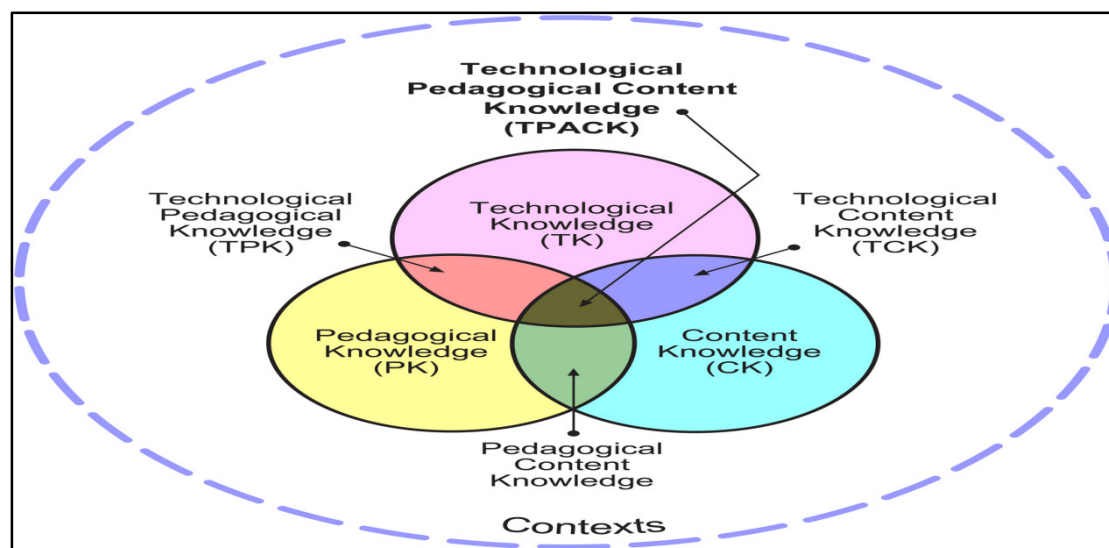 Technological
Pedagogical Content
Knowledge
(TPACK)
Technological
Pedagogical
Knowledge
(TPK)
Technological
Knowledge
(TK)
Technological
Content
Knowledge
(TCK)
Pedagogical
Knowledge
(PK)
Content
Knowledge
(CK)
Pedagogical
Content
Knowledge
Contexts